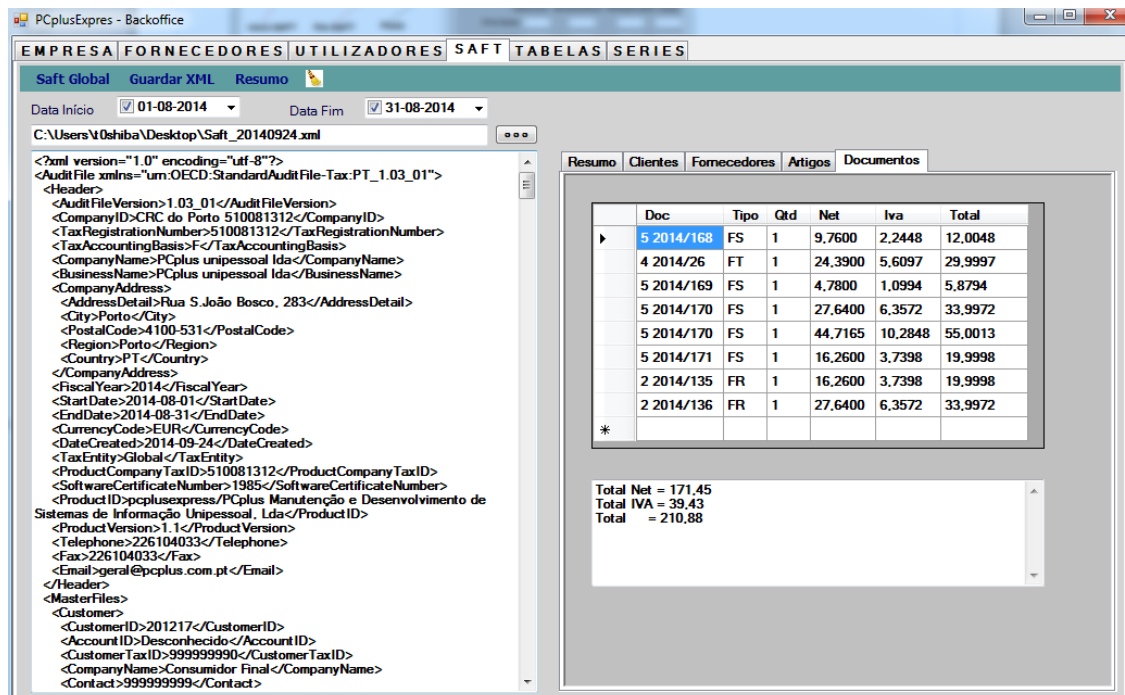 PCplusExpres - Backoffice
EMPRESA FORNECEDORES UTILIZADORES SAFT TABELAS SERIES
Saft Global Guardar XML Resumo
Data Início 01-08-2014 Data Fim 31-08-2014
C:\Users\t0shiba\Desktop\Saft_20140924.xml
<?xml version="1.0" encoding="utf-8"?>
<AuditFile xmlns="urn:OECD:StandardAuditFile-Tax:PT_1.03_01">
<Header>
<AuditFileVersion>1.03_01</AuditFileVersion>
<CompanyID>CRC do Porto 510081312</CompanyID>
<TaxRegistrationNumber>510081312</TaxRegistrationNumber>
<TaxAccountingBasis>F</TaxAccountingBasis>
<CompanyName>PCplus unipessoal lda</CompanyName>
<BusinessName>PCplus unipessoal lda</BusinessName>
<CompanyAddress>
<AddressDetail>Rua S.João Bosco, 283</AddressDetail>
<City>Porto</City>
<PostalCode>4100-531</PostalCode>
<Region>Porto</Region>
<Country>PT</Country>
</CompanyAddress>
<FiscalYear>2014</FiscalYear>
<StartDate>2014-08-01</StartDate>
<EndDate>2014-08-31</EndDate>
<CurrencyCode>EUR</CurrencyCode>
<DateCreated>2014-09-24</DateCreated>
<TaxEntity>Global</TaxEntity>
<ProductCompanyTaxID>510081312</ProductCompanyTaxID>
<SoftwareCertificateNumber>1985</SoftwareCertificateNumber>
<ProductID>pcplusexpress/PCplus Manutenção e Desenvolvimento de
Sistemas de Informação Unipessoal, Lda</ProductID>
<ProductVersion>1.1</ProductVersion>
<Telephone>226104033</Telephone>
<Fax>226104033</Fax>
<Email>geral@pcplus.com.pt</Email>
</Header>
<MasterFiles>
<Customer>
<CustomerID>201217</CustomerID>
<AccountID>Desconhecido</AccountID>
<CustomerTaxID>999999990</CustomerTaxID>
<CompanyName>Consumidor Final</CompanyName>
<Contact>999999999</Contact>
Resumo Clientes Fornecedores Artigos Documentos
Doc Tipo Qtd Net Iva Total
5 2014/168 FS 1 9,7600 2,2448 12,0048
4 2014/26 FT 1 24,3900 5,6097 29,9997
5 2014/169 FS 1 4,7800 1,0994 5,8794
5 2014/170 FS 1 27,6400 6,3572 33,9972
5 2014/170 FS 1 44,7165 10,2848 55,0013
5 2014/171 FS 1 16,2600 3,7398 19,9998
2 2014/135 FR 1 16,2600 3,7398 19,9998
2 2014/136 FR 1 27,6400 6,3572 33,9972
Total Net = 171,45
Total IVA = 39,43
Total = 210,88